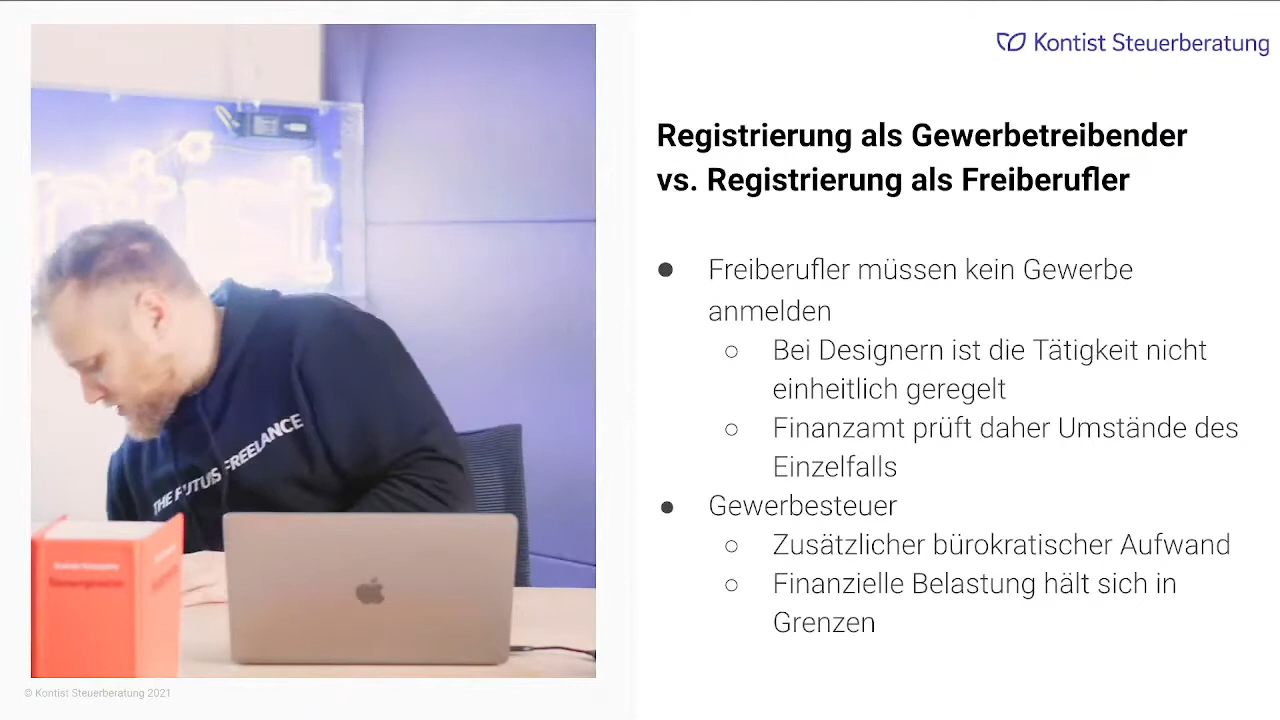 Kontist Steuerberatung
Registrierung als Gewerbetreibender
vs. Registrierung als Freiberufler
● Freiberufler müssen kein Gewerbe
anmelden
○ Bei Designern ist die Tätigkeit nicht
einheitlich geregelt
○ Finanzamt prüft daher Umstände des
Einzelfalls
● Gewerbesteuer
○ Zusätzlicher bürokratischer Aufwand
○ Finanzielle Belastung hält sich in
Grenzen
THE FUTUR IS FREELANCE
© Kontist Steuerberatung 2021